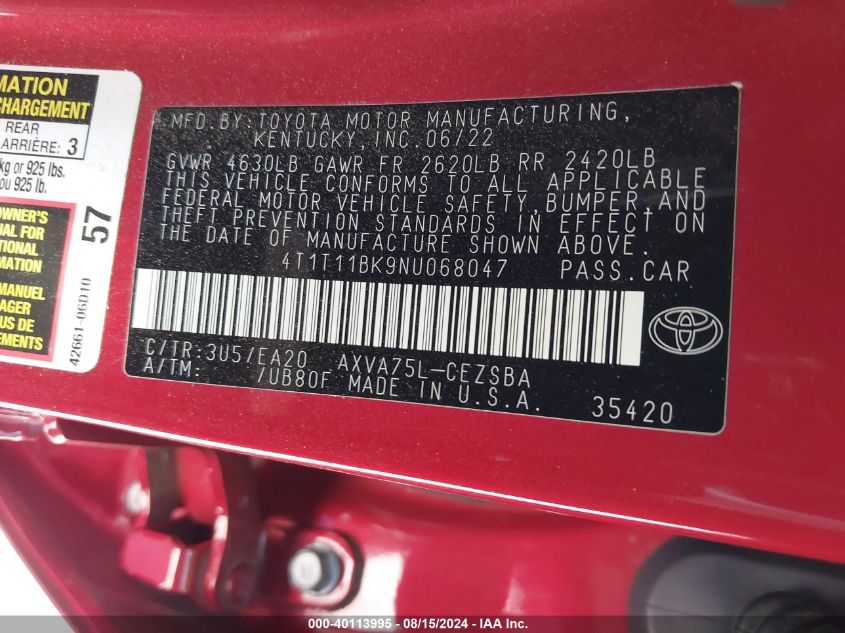 MATION
CHARGEMENT
REAR
ARRIÈRE: 3
kg or 925 lbs.
ou 925 lb.
OWNER'S
UAL FOR
TIONAL
MATION
MANUEL
AGER
US DE
NEMENTS
57
42661-06D10
MFD.BY:TOYOTA MOTOR MANUFACTURING,
KENTUCKY,INC.06/22
GVWR 4630LB GAWR FR 2620LB RR 2420LB
THIS VEHICLE CONFORMS TO ALL APPLICABLE
FEDERAL MOTOR VEHICLE SAFETY,BUMPER,AND
THEFT PREVENTION STANDARDS IN EFFECT ON
THE DATE OF MANUFACTURE SHOWN ABOVE.
4T1T11BK9NU068047 PASS.CAR
C/TR:3U5/EA20 AXVA75L-CEZSBA
A/TM: /UB80F MADE IN U.S.A.
35420
000-40113995 - 08/15/2024 - IAA Inc.